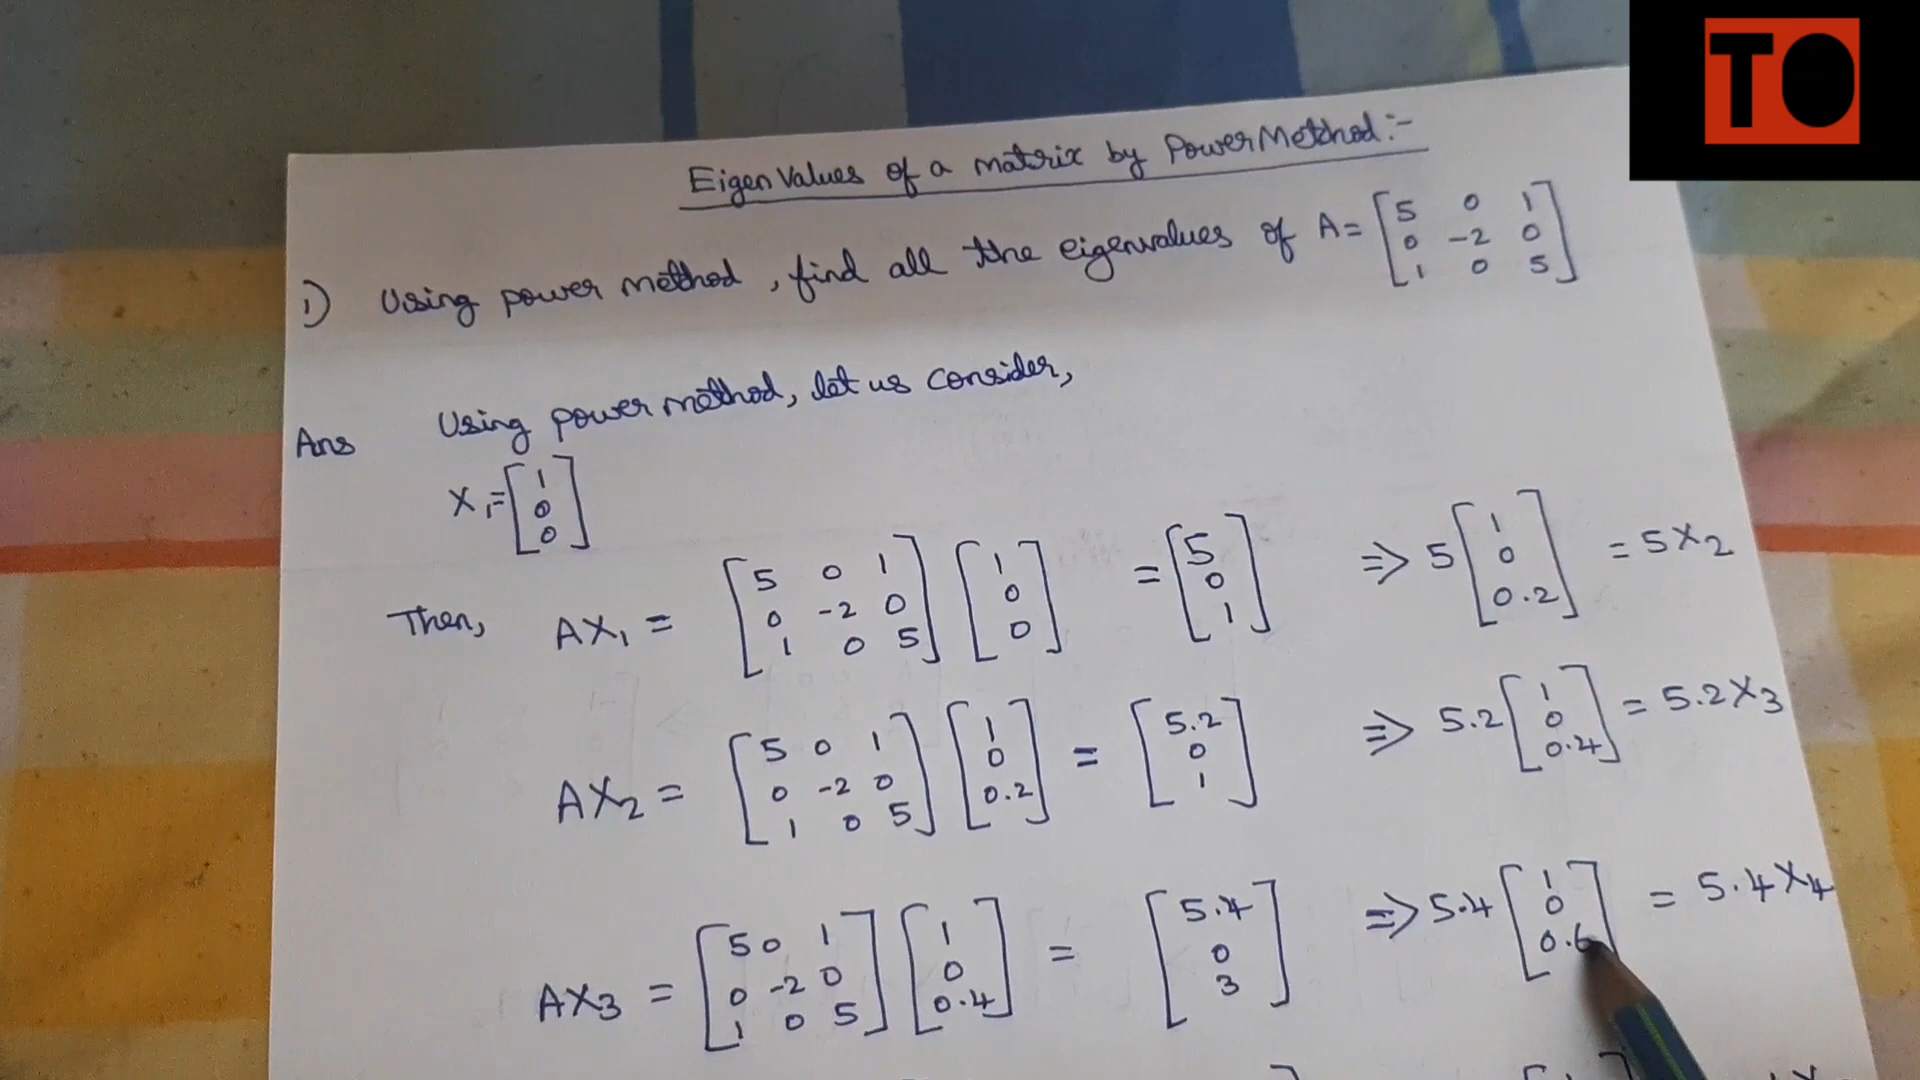 TO
Eigen Values of a matrix by Power Method:-
1) Using power method, find all the eigenvalues of A = [5 0 1
0 -2 0
1 0 5]
Ans Using power method, let us consider,
X₁ = [1
0
0]
Then, AX₁ = [5 0 1; 0 -2 0; 1 0 5] [1; 0; 0] = [5; 0; 1] ⇒ 5 [1; 0; 0.2] = 5X₂
AX₂ = [5 0 1; 0 -2 0; 1 0 5] [1; 0; 0.2] = [5.2; 0; 1] ⇒ 5.2 [1; 0; 0.4] = 5.2X₃
AX₃ = [5 0 1; 0 -2 0; 1 0 5] [1; 0; 0.4] = [5.4; 0; 3] ⇒ 5.4 [1; 0; 0.6] = 5.4X₄